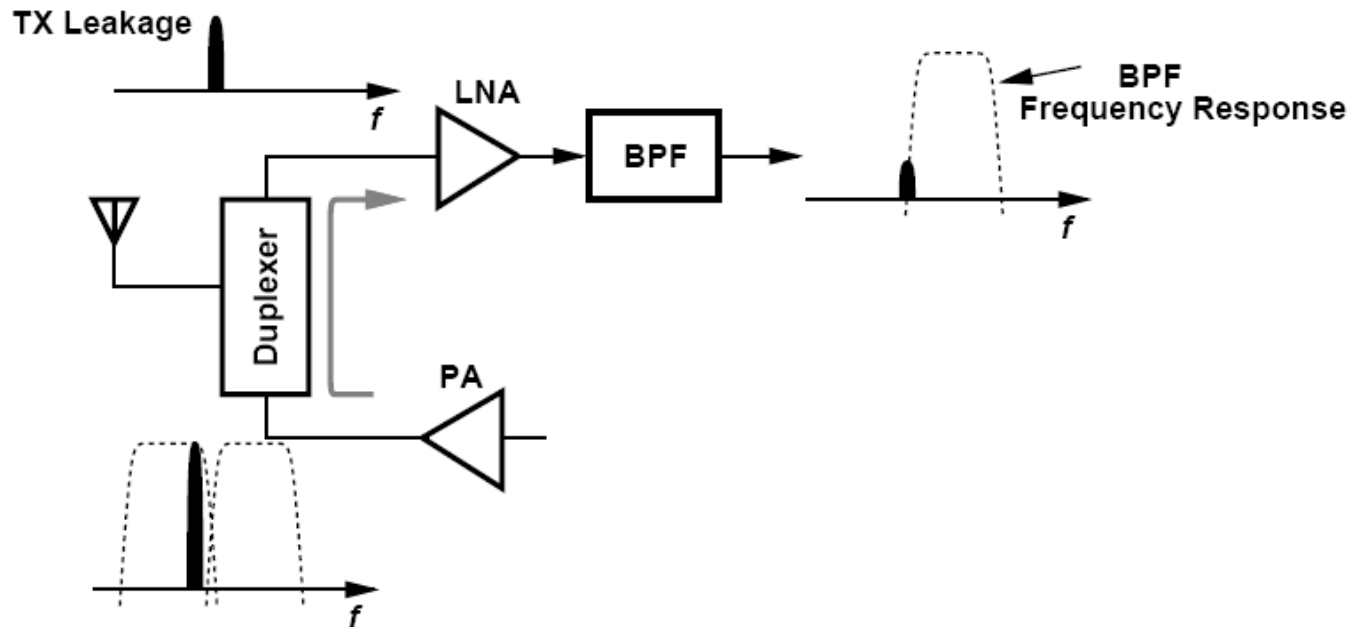 TX Leakage
f
LNA
BPF
BPF
Frequency Response
f
Duplexer
PA
f